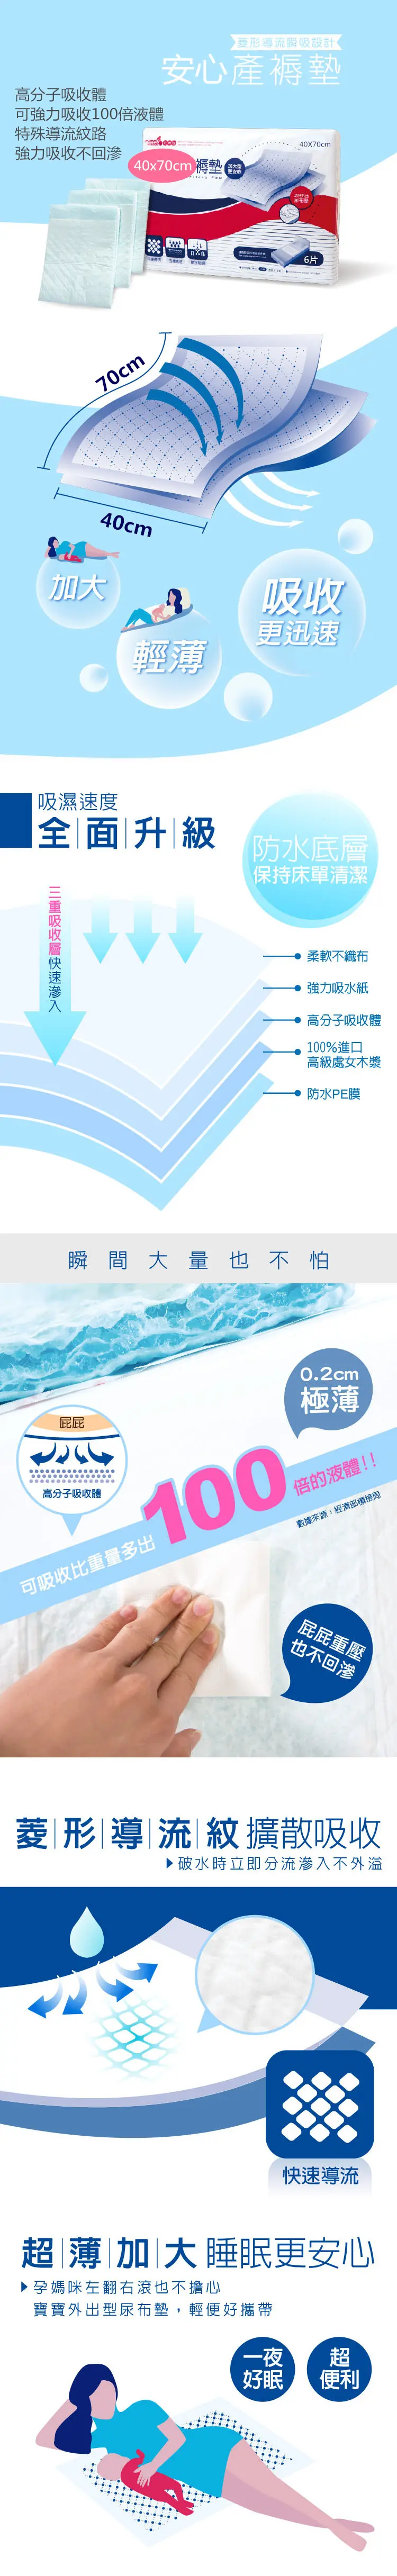 菱形導流瞬吸設計
安心產褥墊
高分子吸收體
可強力吸收100倍液體
特殊導流紋路
強力吸收不回滲
40x70cm
褥墊
40X70cm
加大型
更安心
6片
70cm
40cm
加大
輕薄
吸收
更迅速
吸濕速度
全面升級
防水底層
保持床單清潔
三重吸收層快速滲入
柔軟不織布
強力吸水紙
高分子吸收體
100%進口
高級處女木漿
防水PE膜
瞬間大量也不怕
0.2cm
極薄
屁屁
高分子吸收體
可吸收比重量多出100倍的液體!!
數據來源：經濟部標檢局
屁屁重壓
也不回滲
菱形導流紋擴散吸收
破水時立即分流滲入不外溢
快速導流
超薄加大睡眠更安心
孕媽咪左翻右滾也不擔心
寶寶外出型尿布墊，輕便好攜帶
一夜
好眠
超
便利